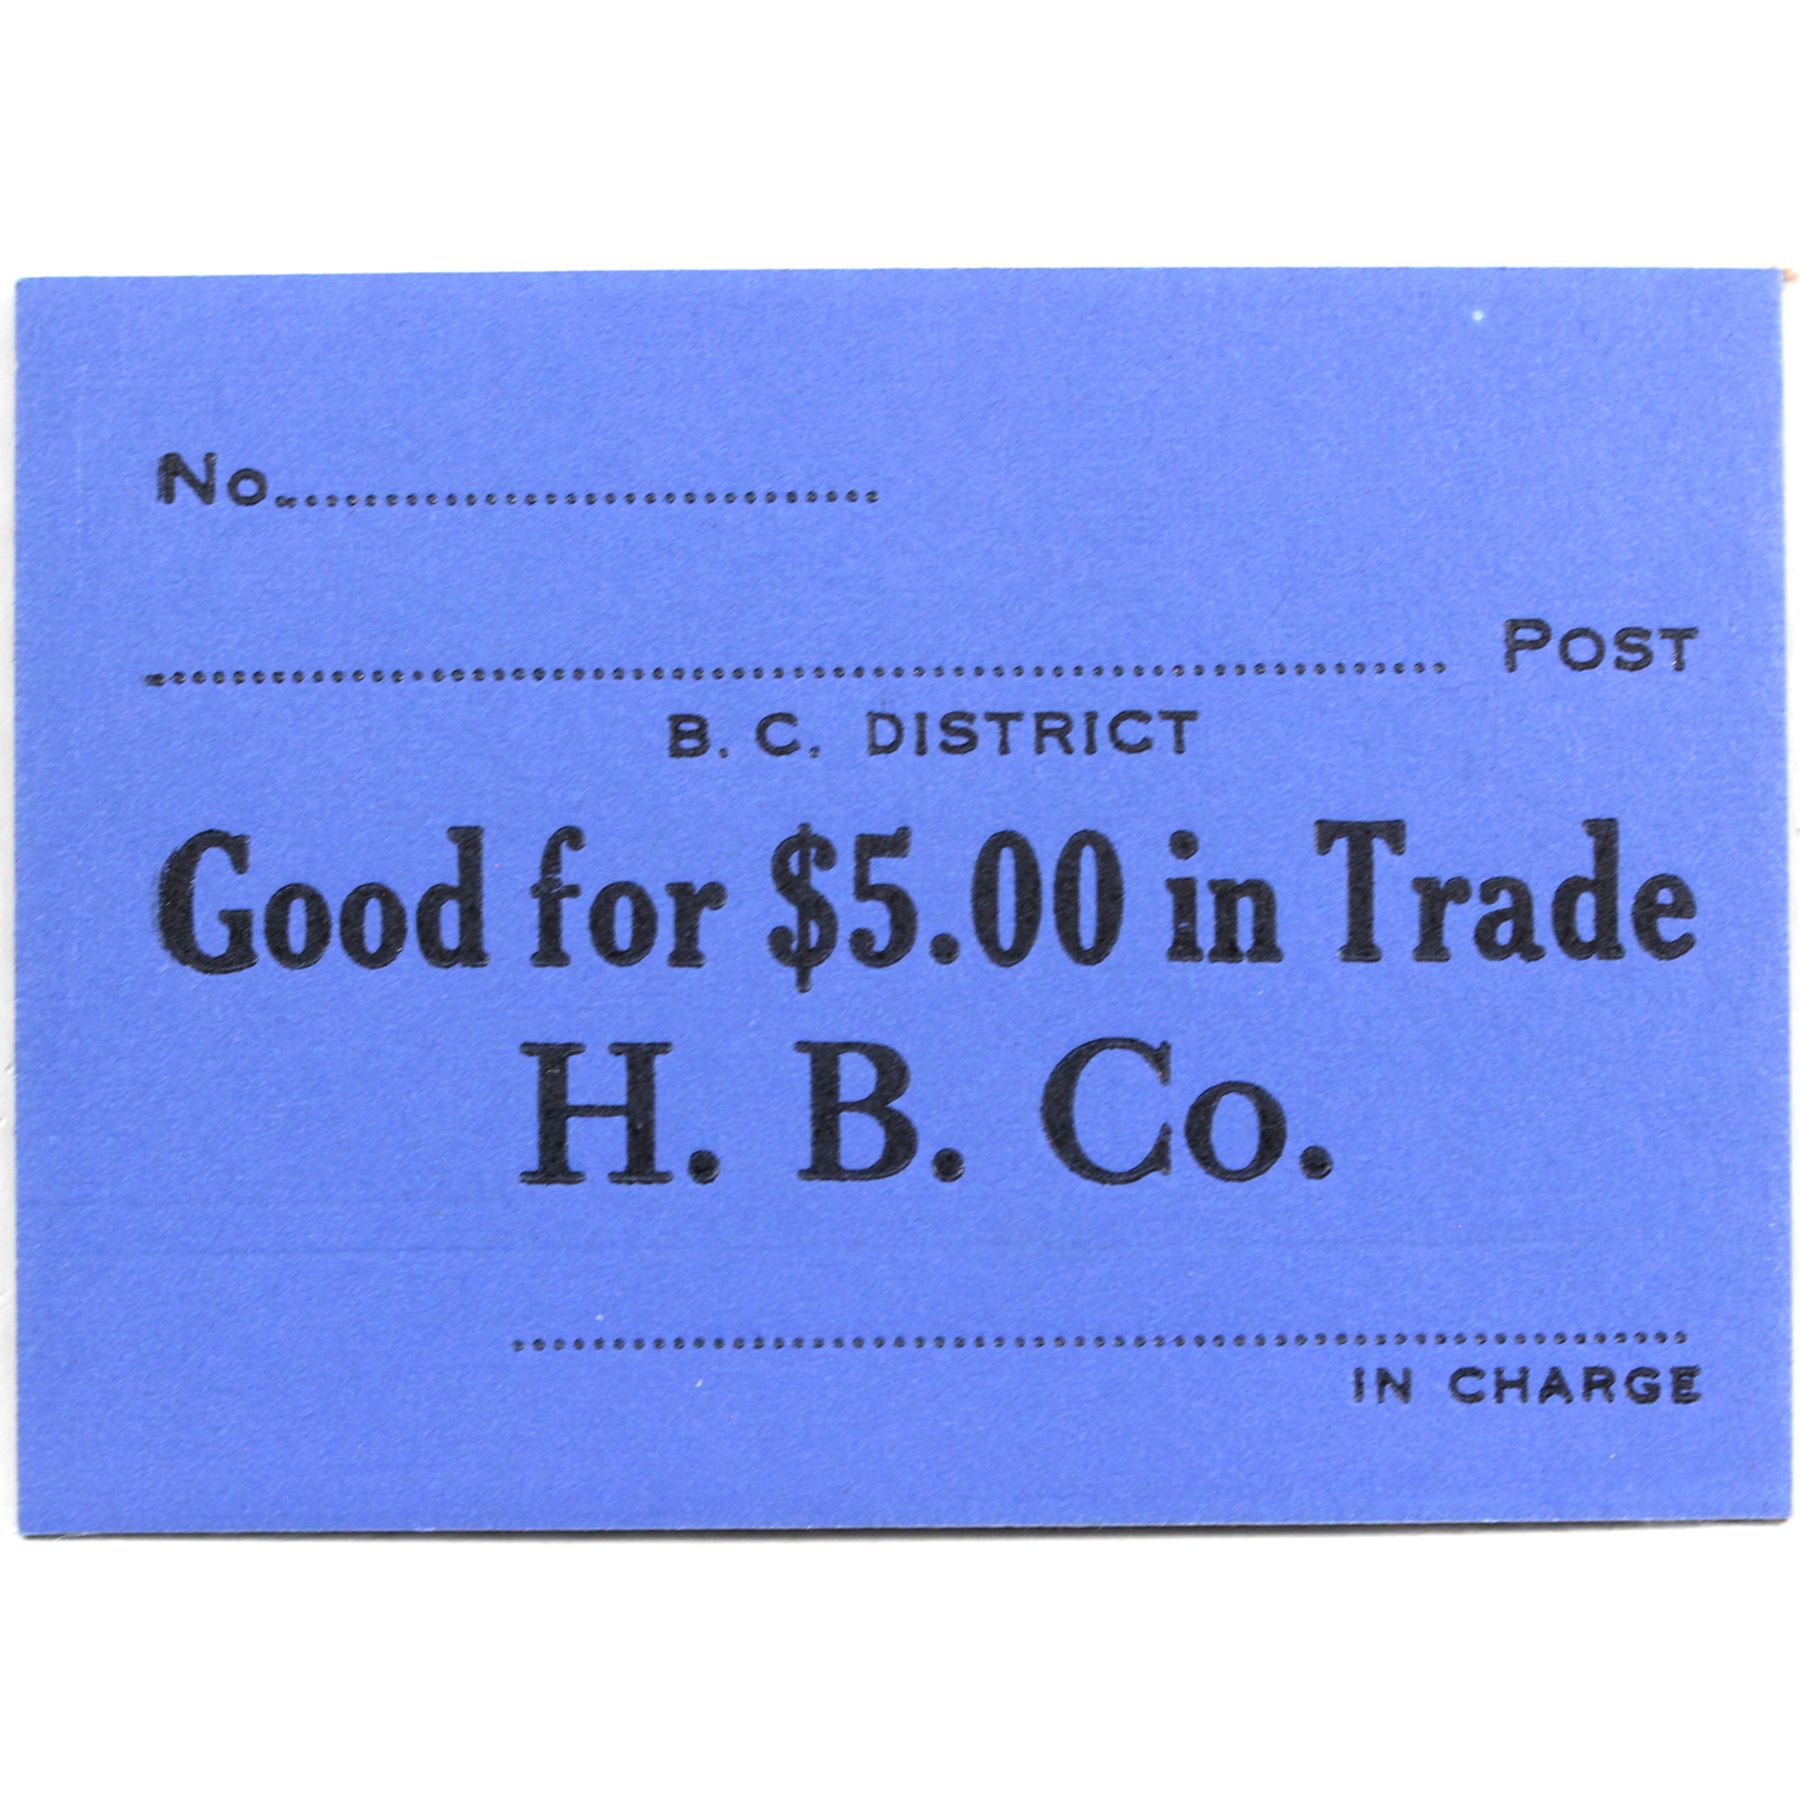 No.
Post
B. C. DISTRICT
Good for $5.00 in Trade
H. B. Co.
IN CHARGE